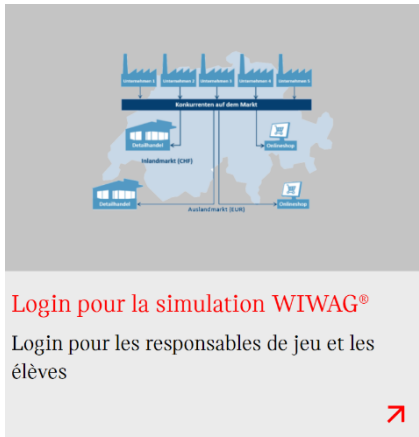 Unternehmen 1 Unternehmen 2 Unternehmen 3 Unternehmen 4 Unternehmen 5
Konkurrenten auf dem Markt
Detailhandel Onlineshop
Inlandmarkt (CHF)
Detailhandel Onlineshop
Auslandmarkt (EUR)
Login pour la simulation WIWAG®
Login pour les responsables de jeu et les
élèves